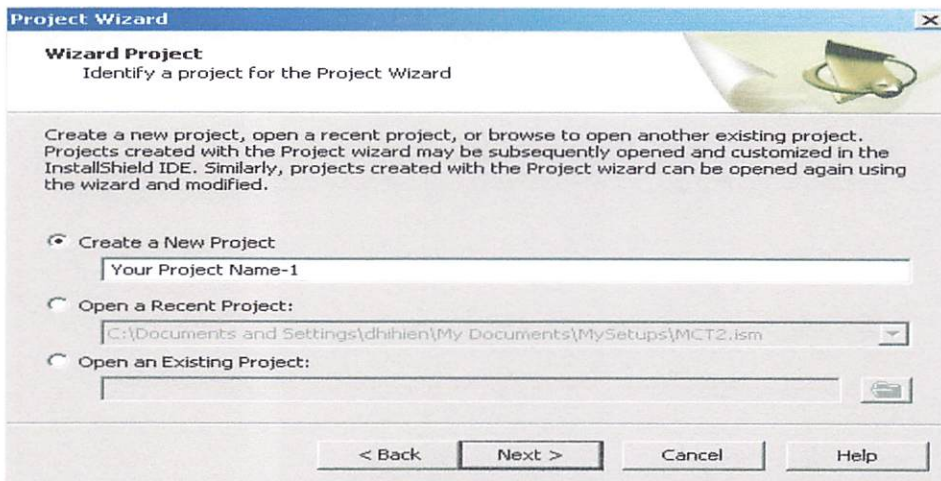 Project Wizard
Wizard Project
Identify a project for the Project Wizard
Create a new project, open a recent project, or browse to open another existing project.
Projects created with the Project wizard may be subsequently opened and customized in the
InstallShield IDE. Similarly, projects created with the Project wizard can be opened again using
the wizard and modified.
Create a New Project
Your Project Name-1
Open a Recent Project:
C:\Documents and Settings\dhihien\My Documents\MySetups\MCT2.ism
Open an Existing Project:
< Back Next > Cancel Help